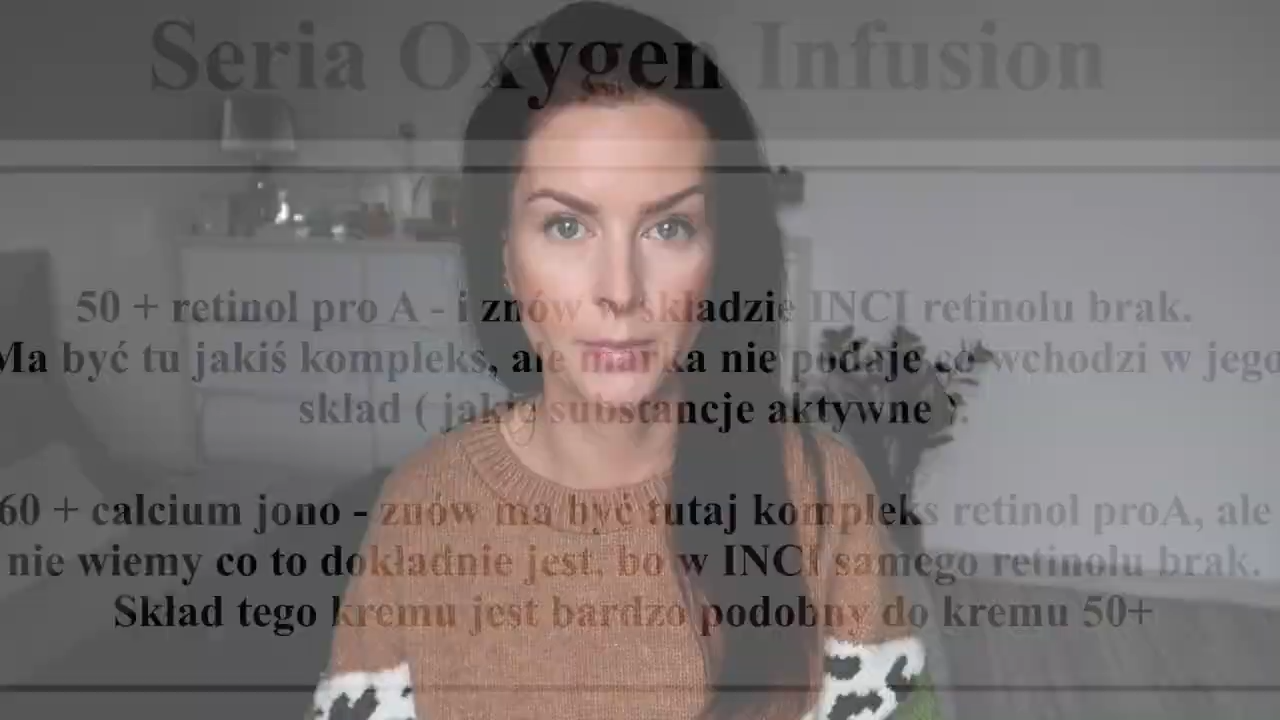 Seria Oxygen Infusion
50 + retinol pro A - i znów w składzie INCI retinolu brak.
Ma być tu jakiś kompleks, ale marka nie podaje co wchodzi w jego
skład ( jakie substancje aktywne ).
60 + calcium jono - znów ma być tutaj kompleks retinol proA, ale
nie wiemy co to dokładnie jest, bo w INCI samego retinolu brak.
Skład tego kremu jest bardzo podobny do kremu 50+